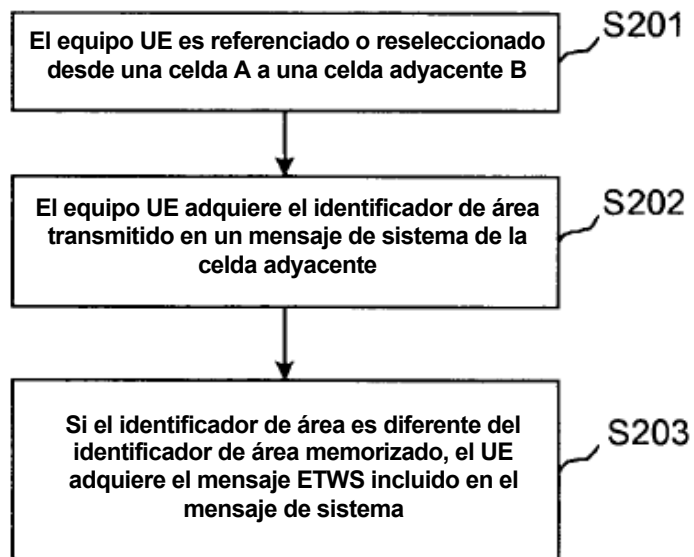 El equipo UE es referenciado o reseleccionado
desde una celda A a una celda adyacente B
S201
El equipo UE adquiere el identificador de área
transmitido en un mensaje de sistema de la
celda adyacente
S202
Si el identificador de área es diferente del
identificador de área memorizado, el UE
adquiere el mensaje ETWS incluido en el
mensaje de sistema
S203